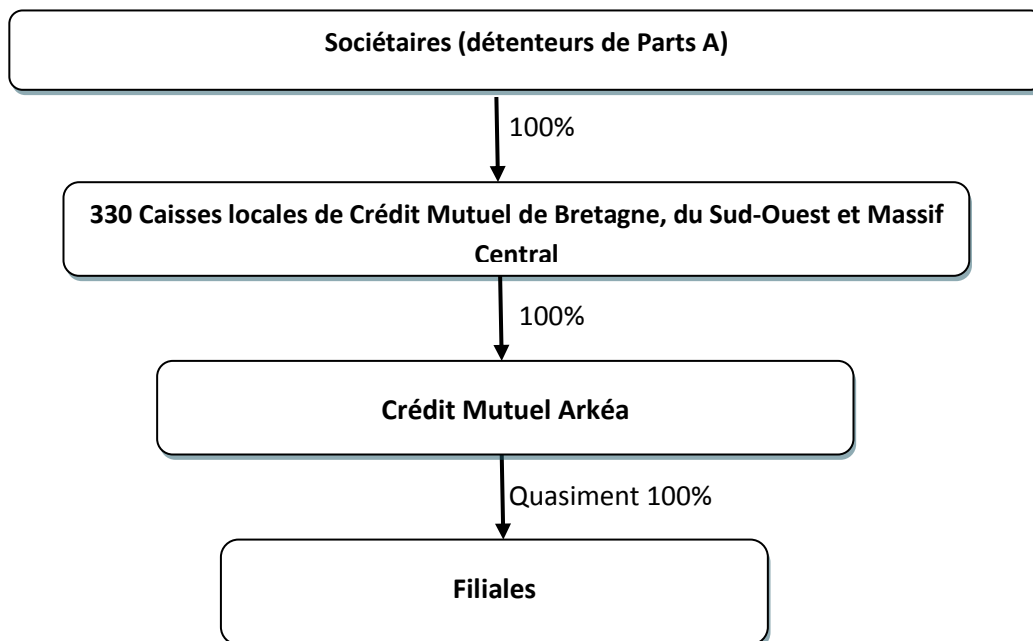 Sociétaires (détenteurs de Parts A)
100%
330 Caisses locales de Crédit Mutuel de Bretagne, du Sud-Ouest et Massif
Central
100%
Crédit Mutuel Arkéa
Quasiment 100%
Filiales